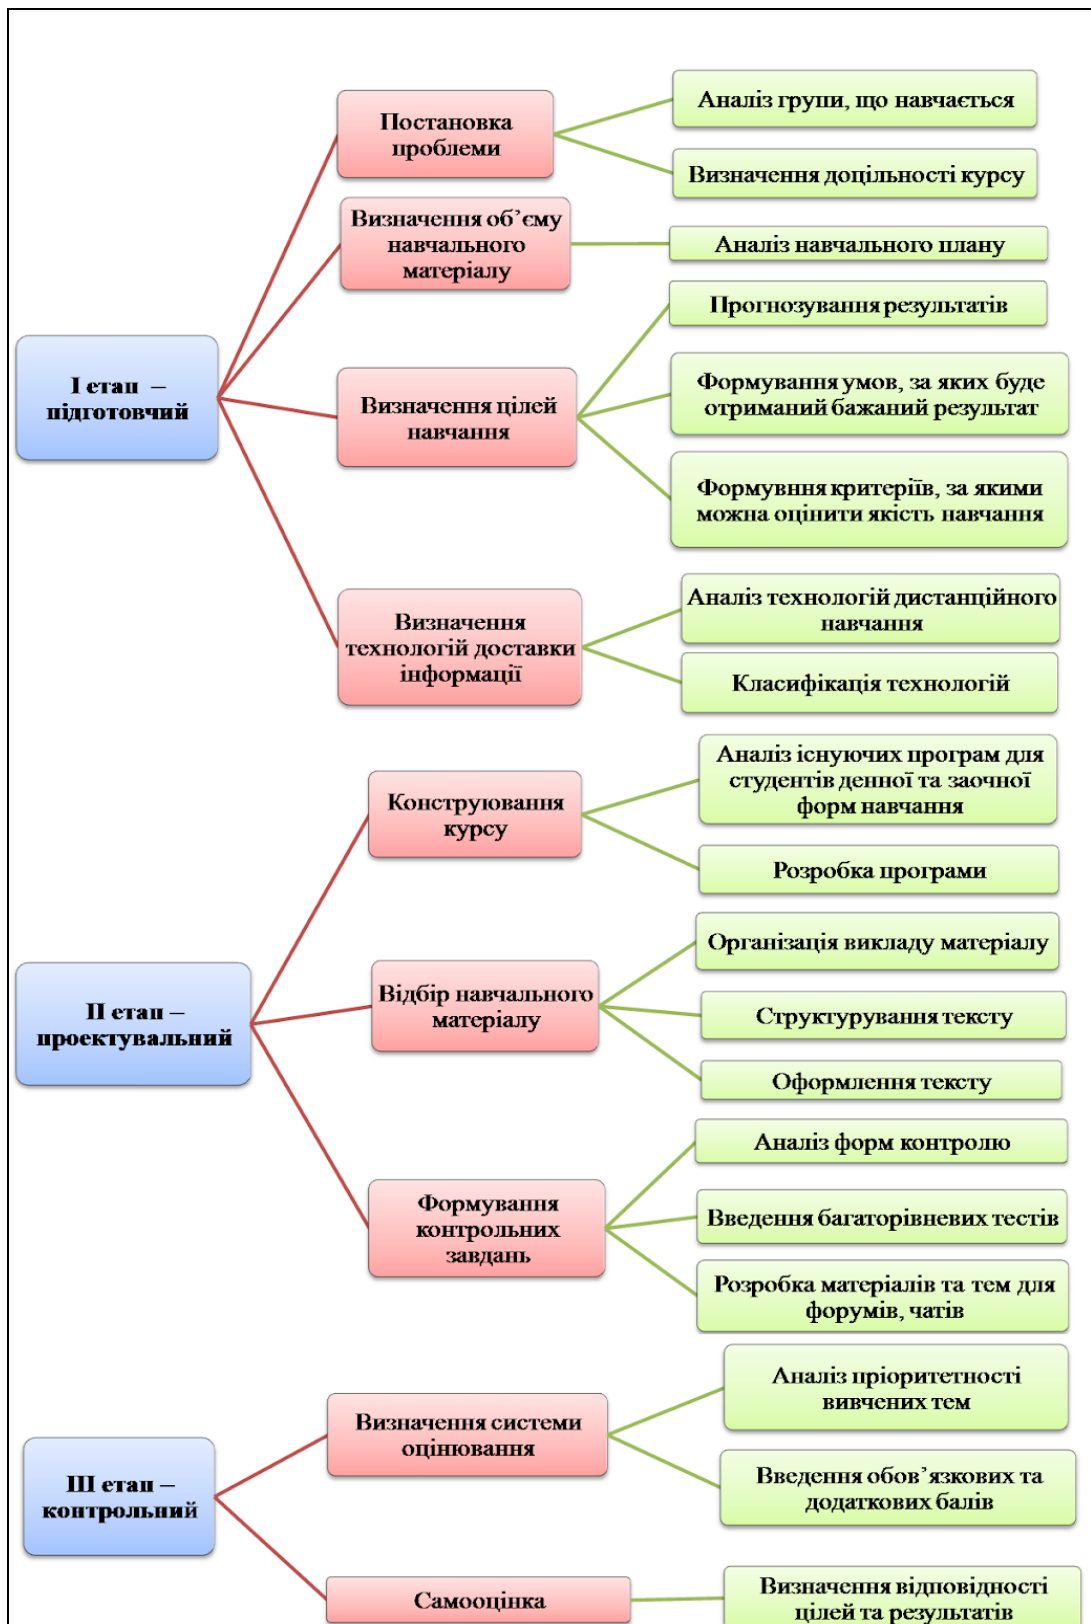 І етап –
підготовчий
Постановка
проблеми
Аналіз групи, що навчається
Визначення доцільності курсу
Визначення об’єму
навчального
матеріалу
Аналіз навчального плану
Визначення цілей
навчання
Прогнозування результатів
Формування умов, за яких буде
отриманий бажаний результат
Формувння критеріїв, за якими
можна оцінити якість навчання
Визначення
технологій доставки
інформації
Аналіз технологій дистанційного
навчання
Класифікація технологій
ІІ етап –
проектувальний
Конструювання
курсу
Аналіз існуючих програм для
студентів денної та заочної
форм навчання
Розробка програми
Відбір навчального
матеріалу
Організація викладу матеріалу
Структурування тексту
Оформлення тексту
Формування
контрольних
завдань
Аналіз форм контролю
Введення багаторівневих тестів
Розробка матеріалів та тем для
форумів, чатів
ІІІ етап –
контрольний
Визначення системи
оцінювання
Аналіз пріоритетності
вивчених тем
Введення обов’язкових та
додаткових балів
Самооцінка
Визначення відповідності
цілей та результатів